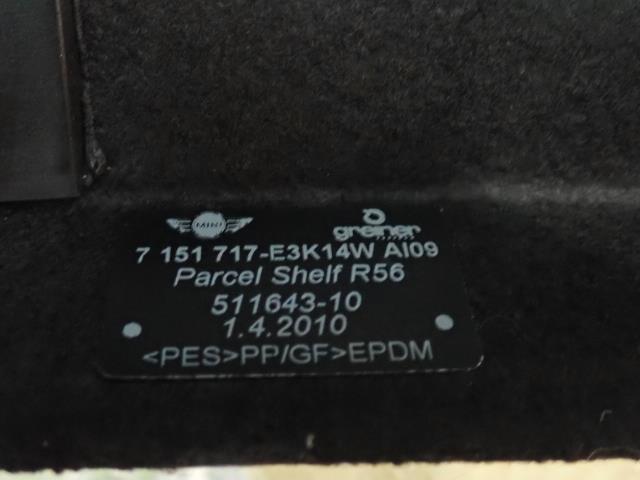 MINI greiner
7 151 717-E3K14W AI09
Parcel Shelf R56
511643-10
1.4.2010
<PES>PP/GF>EPDM